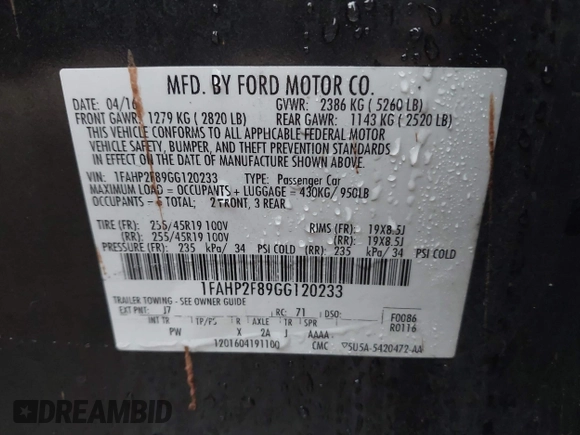 MFD. BY FORD MOTOR CO.
DATE: 04/16 GVWR: 2386 KG ( 5260 LB)
FRONT GAWR: 1279 KG ( 2820 LB) REAR GAWR: 1143 KG ( 2520 LB)
THIS VEHICLE CONFORMS TO ALL APPLICABLE FEDERAL MOTOR
VEHICLE SAFETY, BUMPER, AND THEFT PREVENTION STANDARDS
IN EFFECT ON THE DATE OF MANUFACTURE SHOWN ABOVE
VIN: 1FAHP2F89GG120233 TYPE: Passenger Car
MAXIMUM LOAD = OCCUPANTS + LUGGAGE = 430KG/ 950LB
OCCUPANTS = 5 TOTAL; 2 FRONT, 3 REAR
TIRE (FR): 255/45R19 100V RIMS (FR): 19X8.5J
(RR): 255/45R19 100V (RR): 19X8.5J
PRESSURE (FR): 235 kPa/ 34 PSI COLD (RR): 235 kPa/ 34 PSI COLD
1FAHP2F89GG120233
TRAILER TOWING - SEE OWNER GUIDE
EXT PNT: J7 RC: 71 DSO: F0086
INT TR TP/PS R AXLE TR SPR R0116
PW X 2A J AAAA
1201604191100 CMC
DREAMBID